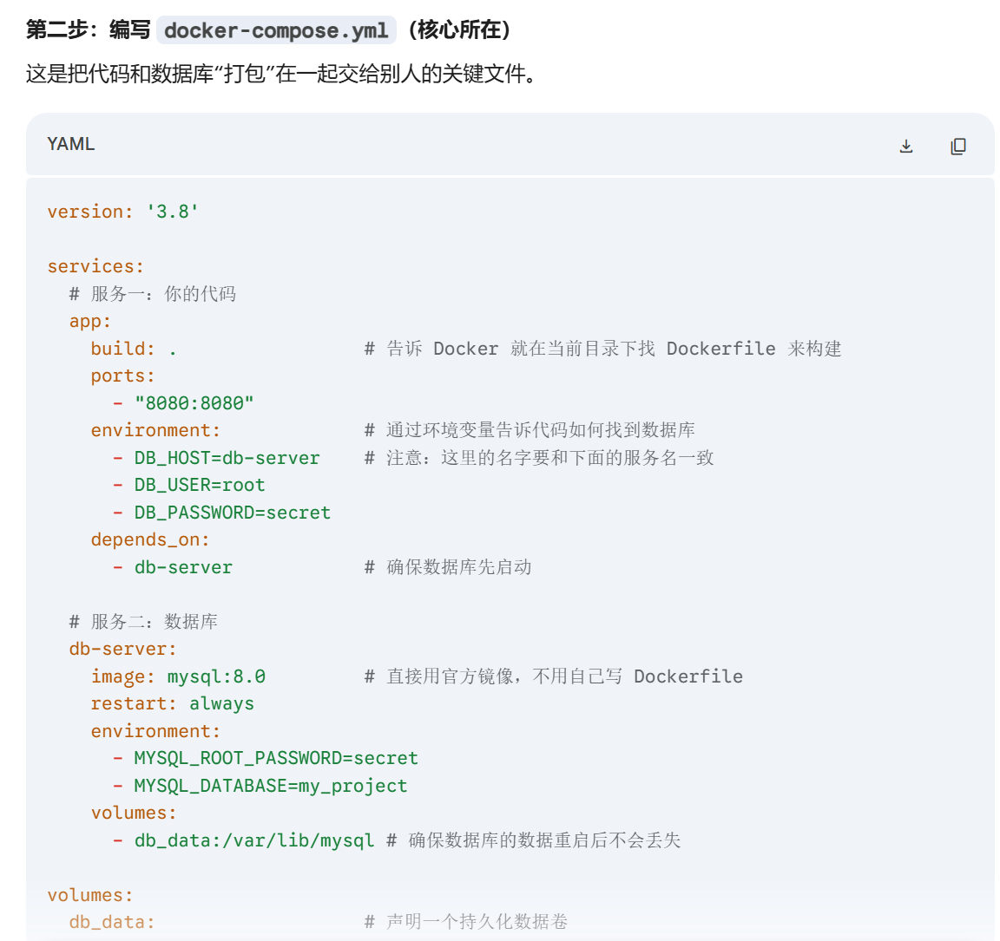 第二步：编写 docker-compose.yml （核心所在）
这是把代码和数据库“打包”在一起交给别人的关键文件。
YAML
version: '3.8'
services:
  # 服务一：你的代码
  app:
    build: .                 # 告诉 Docker 就在当前目录下找 Dockerfile 来构建
    ports:
      - "8080:8080"
    environment:             # 通过环境变量告诉代码如何找到数据库
      - DB_HOST=db-server    # 注意：这里的名字要和下面的服务名一致
      - DB_USER=root
      - DB_PASSWORD=secret
    depends_on:
      - db-server            # 确保数据库先启动
  # 服务二：数据库
  db-server:
    image: mysql:8.0         # 直接用官方镜像，不用自己写 Dockerfile
    restart: always
    environment:
      - MYSQL_ROOT_PASSWORD=secret
      - MYSQL_DATABASE=my_project
    volumes:
      - db_data:/var/lib/mysql # 确保数据库的数据重启后不会丢失
volumes:
  db_data:                   # 声明一个持久化数据卷